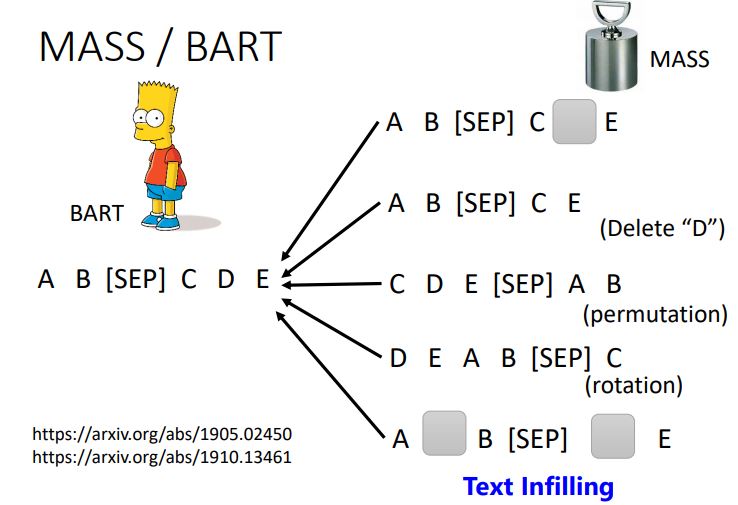 MASS / BART
MASS
A B [SEP] C E
BART
A B [SEP] C E
(Delete “D”)
A B [SEP] C D E
C D E [SEP] A B
(permutation)
D E A B [SEP] C
(rotation)
https://arxiv.org/abs/1905.02450
https://arxiv.org/abs/1910.13461
A B [SEP] E
Text Infilling